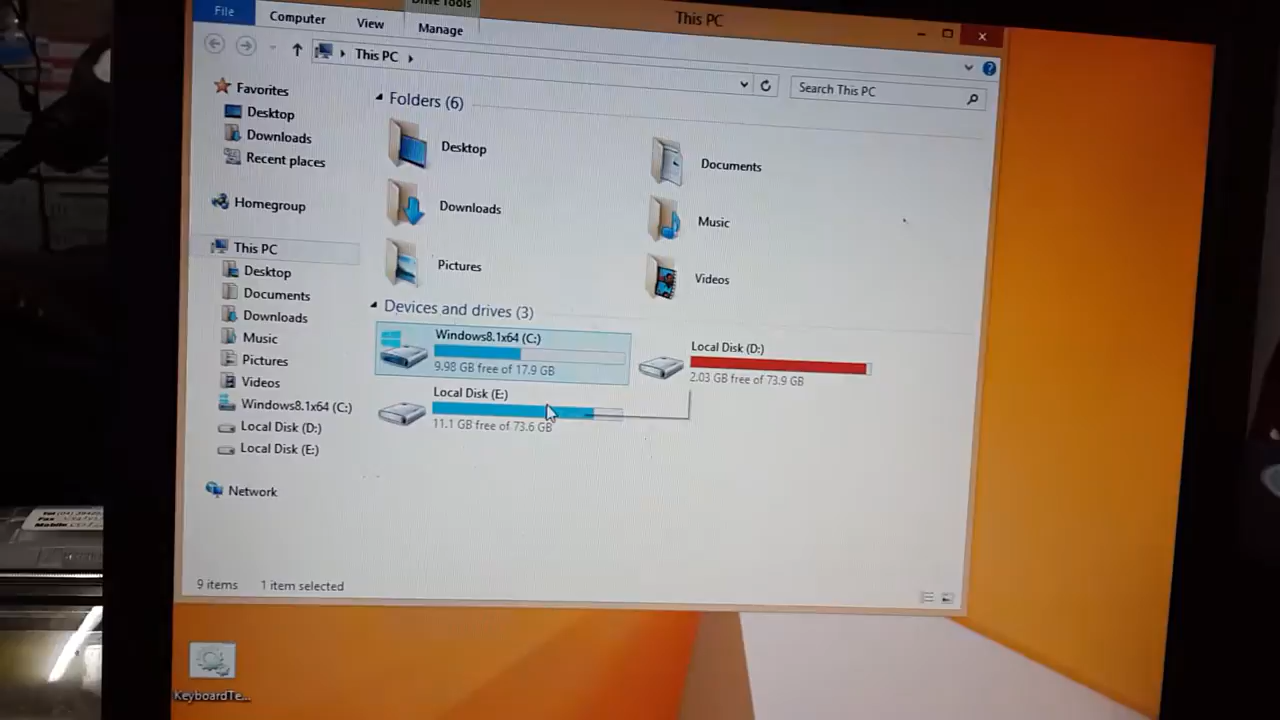 Drive Tools
This PC
File
Computer
View
Manage
This PC
Search This PC
Favorites
Desktop
Downloads
Recent places
Homegroup
This PC
Desktop
Documents
Downloads
Music
Pictures
Videos
Windows8.1x64 (C:)
Local Disk (D:)
Local Disk (E:)
Network
Folders (6)
Desktop
Documents
Downloads
Music
Pictures
Videos
Devices and drives (3)
Windows8.1x64 (C:)
9.98 GB free of 17.9 GB
Local Disk (D:)
2.03 GB free of 73.9 GB
Local Disk (E:)
11.1 GB free of 73.6 GB
9 items
1 item selected
KeyboardTe...